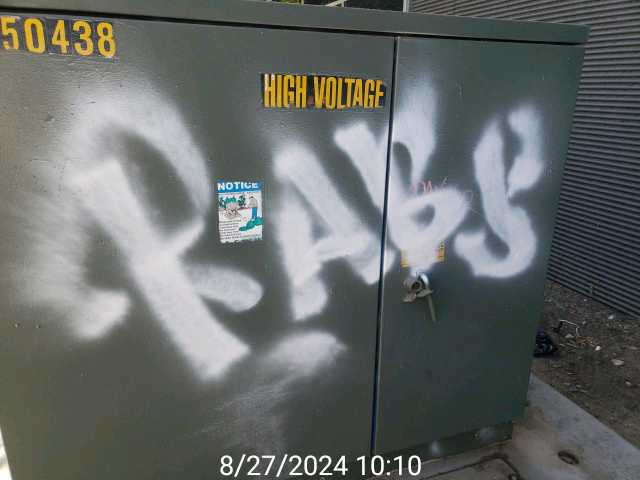 50438
HIGH VOLTAGE
NOTICE
RABS
8/27/2024 10:10